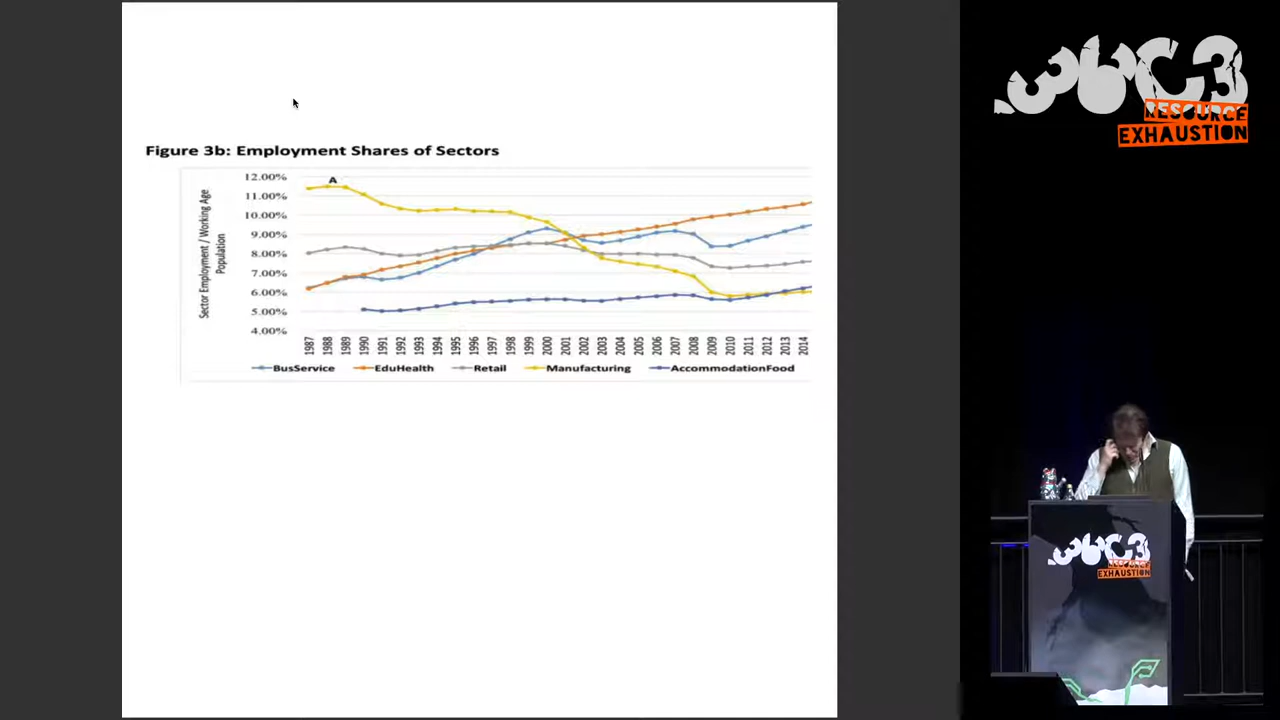 36C3
RESOURCE
EXHAUSTION
Figure 3b: Employment Shares of Sectors
Sector Employment / Working Age
Population
12.00%
11.00%
10.00%
9.00%
8.00%
7.00%
6.00%
5.00%
4.00%
A
1987 1988 1989 1990 1991 1992 1993 1994 1995 1996 1997 1998 1999 2000 2001 2002 2003 2004 2005 2006 2007 2008 2009 2010 2011 2012 2013 2014
BusService EduHealth Retail Manufacturing AccommodationFood
36C3
RESOURCE
EXHAUSTION